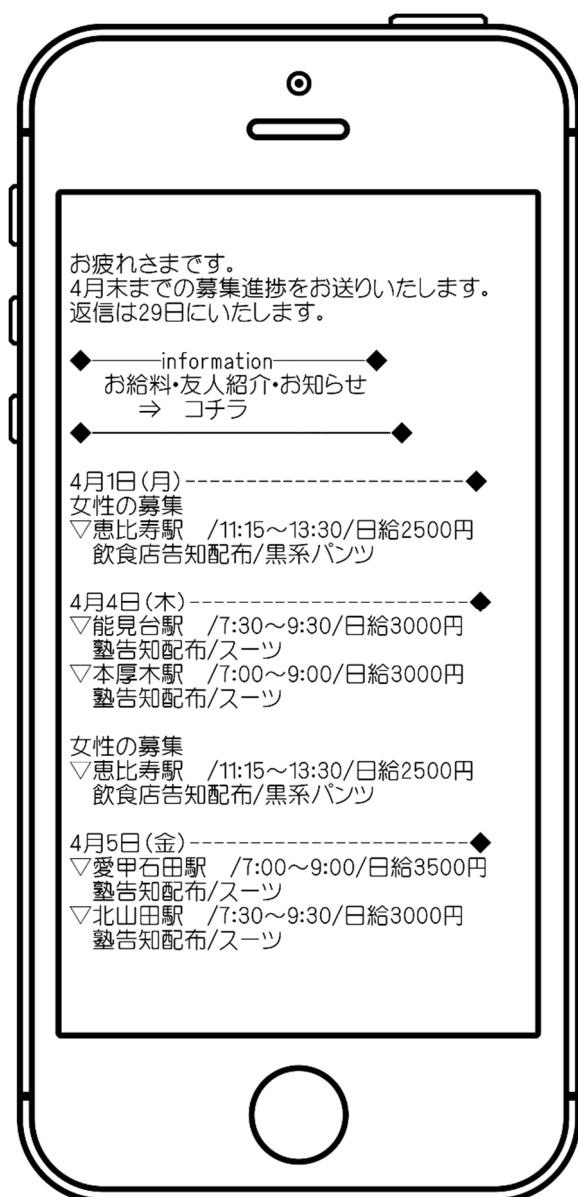 お疲れさまです。
4月末までの募集進捗をお送りいたします。
返信は29日にいたします。
◆―――information――――◆
お給料・友人紹介・お知らせ
⇒ コチラ
◆―――――――――――――◆
4月1日(月)-----------------------◆
女性の募集
▽恵比寿駅 /11:15～13:30/日給2500円
飲食店告知配布/黒系パンツ
4月4日(木)-----------------------◆
▽能見台駅 /7:30～9:30/日給3000円
塾告知配布/スーツ
▽本厚木駅 /7:00～9:00/日給3000円
塾告知配布/スーツ
女性の募集
▽恵比寿駅 /11:15～13:30/日給2500円
飲食店告知配布/黒系パンツ
4月5日(金)-----------------------◆
▽愛甲石田駅 /7:00～9:00/日給3500円
塾告知配布/スーツ
▽北山田駅 /7:30～9:30/日給3000円
塾告知配布/スーツ